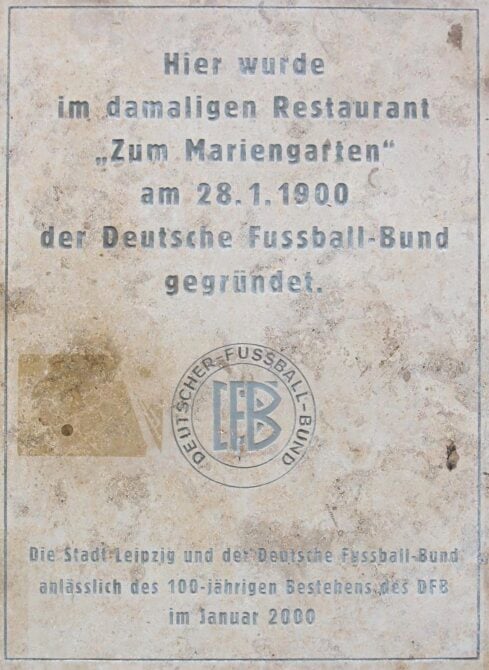 Hier wurde
im damaligen Restaurant
„Zum Mariengarten“
am 28.1.1900
der Deutsche Fussball-Bund
gegründet.
DEUTSCHER-FUSSBALL-BUND
DFB
Die Stadt Leipzig und der Deutsche Fussball-Bund
anlässlich des 100-jährigen Bestehens des DFB
im Januar 2000